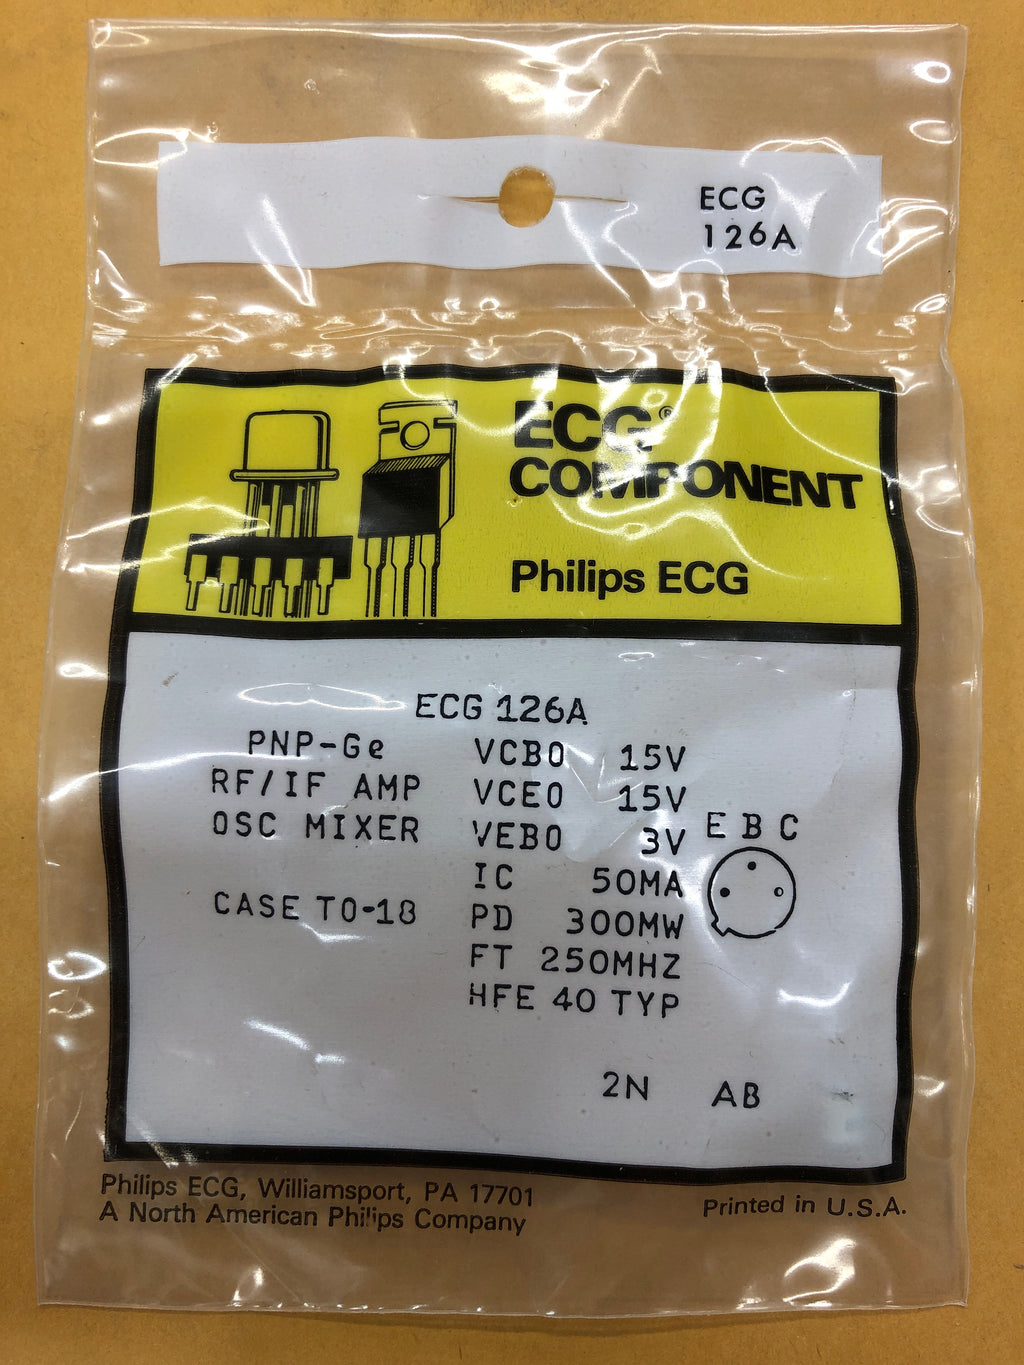 ECG
126A
ECG®
COMPONENT
Philips ECG
ECG 126A
PNP-Ge VCBO 15V
RF/IF AMP VCEO 15V
OSC MIXER VEBO 3V E B C
IC 50MA
CASE TO-18 PD 300MW
FT 250MHZ
HFE 40 TYP
2N AB
Philips ECG, Williamsport, PA 17701
A North American Philips Company
Printed in U.S.A.